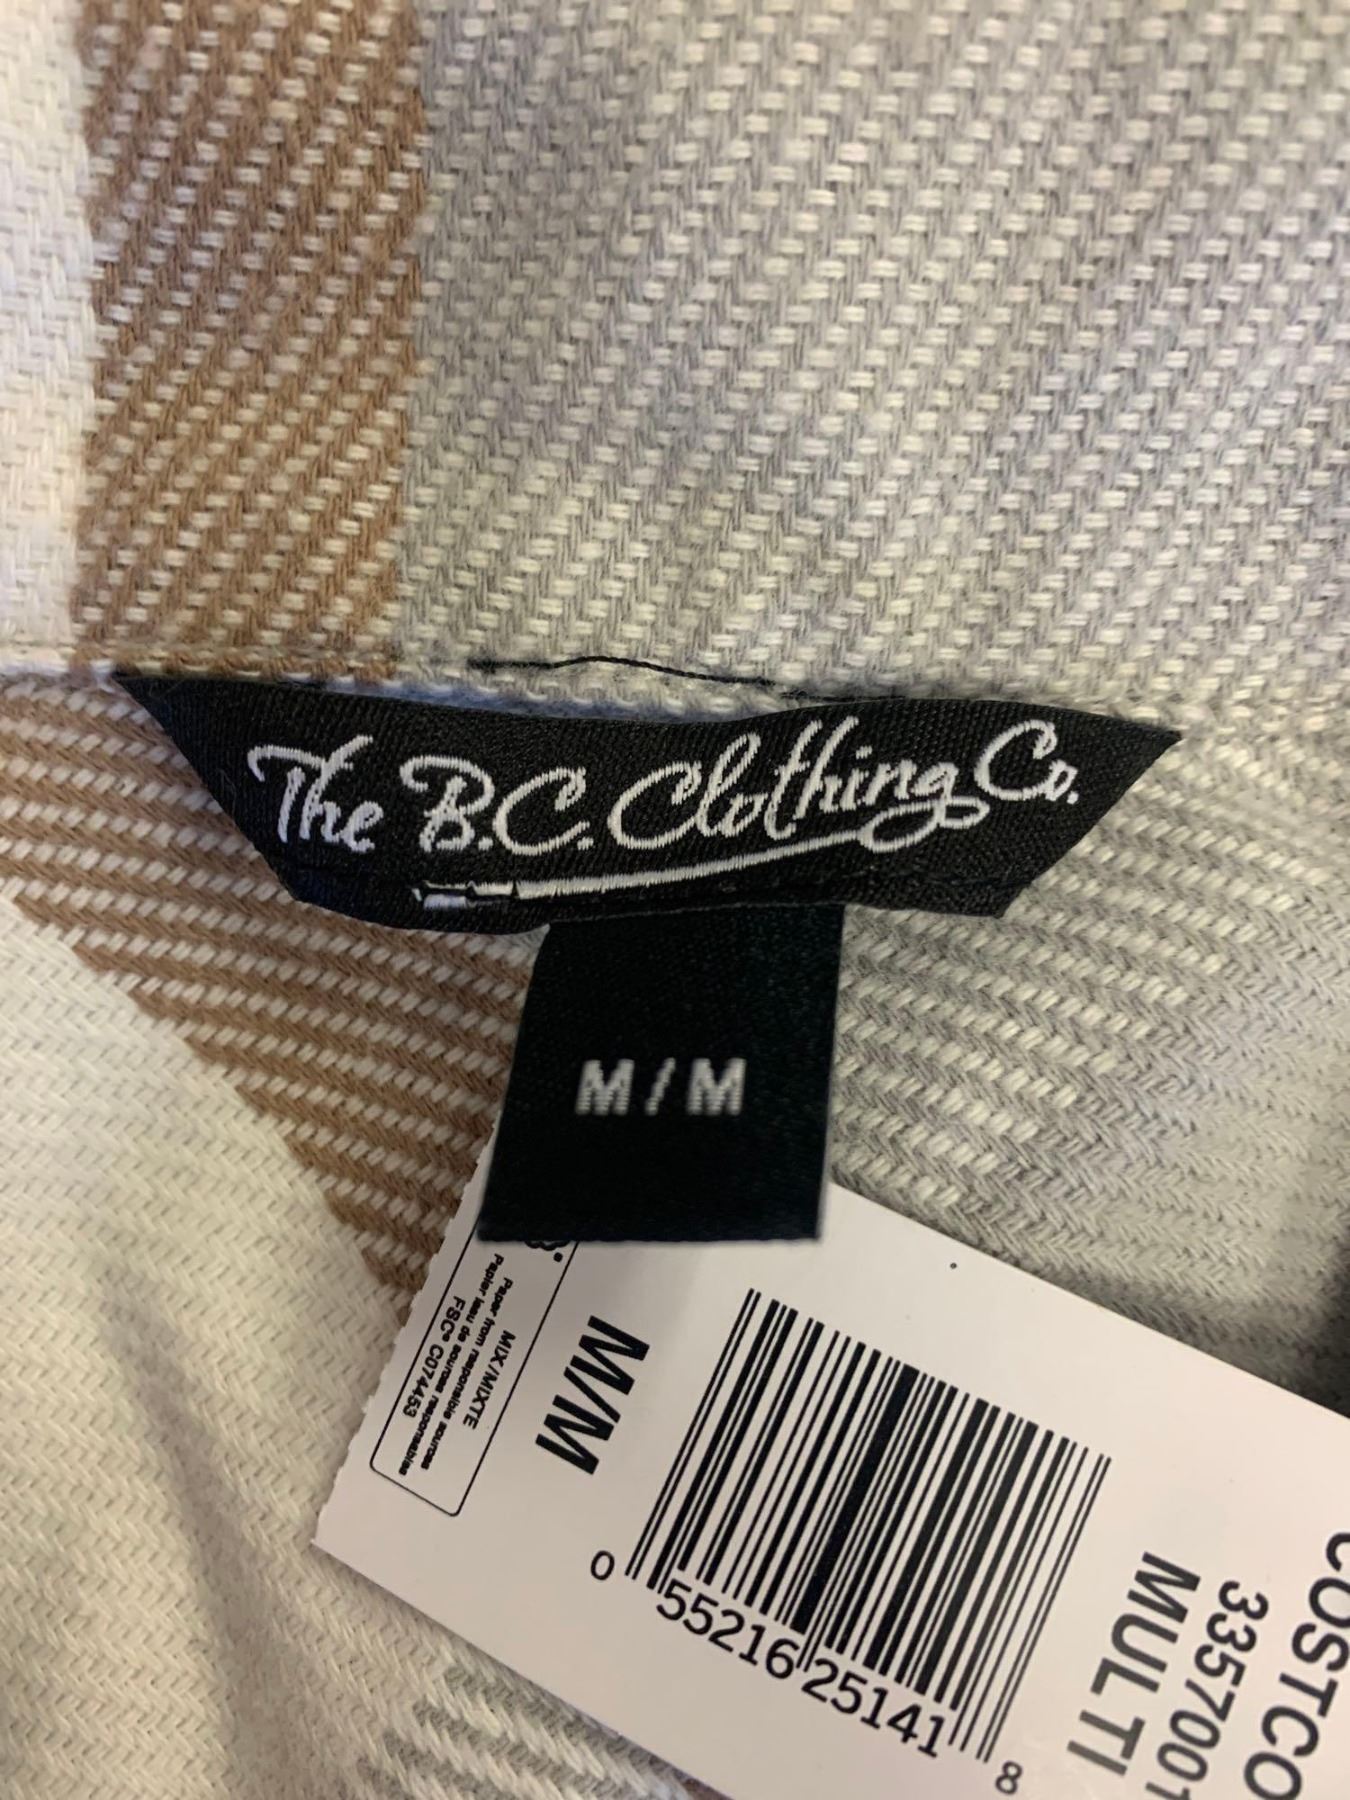 The B.C. Clothing Co.
M/M
MIX/MIXTE
Paper from responsible sources
Papier issu de sources responsables
FSC® C074453
M/M
0 55216 25141 8
COSTCO
3357001
MULTI